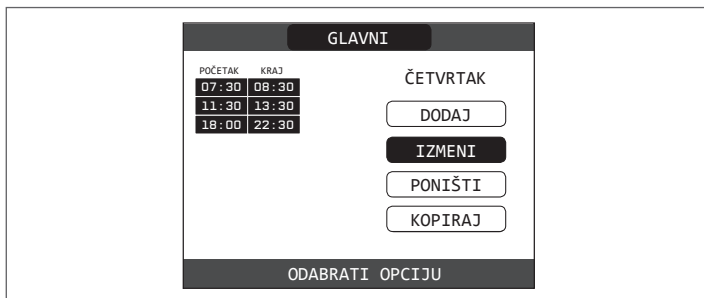 GLAVNI
POČETAK KRAJ
07:30 08:30
11:30 13:30
18:00 22:30
ČETVRTAK
DODAJ
IZMENI
PONIŠTI
KOPIRAJ
ODABRATI OPCIJU